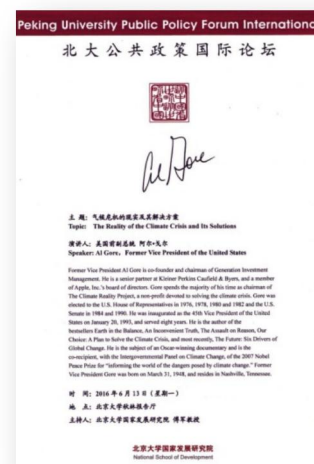 Peking University Public Policy Forum Internationa
北大公共政策国际论坛
Al Gore
主 题: 气候危机的现实及其解决方案
Topic: The Reality of the Climate Crisis and Its Solutions
演讲人: 美国前副总统 阿尔·戈尔
Speaker: Al Gore, Former Vice President of the United States
Former Vice President Al Gore is co-founder and chairman of Generation Investment
Management. He is a senior partner at Kleiner Perkins Caufield & Byers, and a member
of Apple, Inc.'s board of directors. Gore spends the majority of his time as chairman of
The Climate Reality Project, a non-profit devoted to solving the climate crisis. Gore was
elected to the U.S. House of Representatives in 1976, 1978, 1980 and 1982 and the U.S.
Senate in 1984 and 1990. He was inaugurated as the 45th Vice President of the United
States on January 20, 1993, and served eight years. He is the author of the
bestsellers Earth in the Balance, An Inconvenient Truth, The Assault on Reason, Our
Choice: A Plan to Solve the Climate Crisis, and most recently, The Future: Six Drivers of
Global Change. He is the subject of an Oscar-winning documentary and is the
co-recipient, with the Intergovernmental Panel on Climate Change, of the 2007 Nobel
Peace Prize for "informing the world of the dangers posed by climate change." Former
Vice President Gore was born on March 31, 1948, and resides in Nashville, Tennessee.
时 间: 2016 年 6 月 13 日 (星期一)
地 点: 北京大学秋林报告厅
主持人: 北京大学国家发展研究院 傅军教授
北京大学国家发展研究院
National School of Development